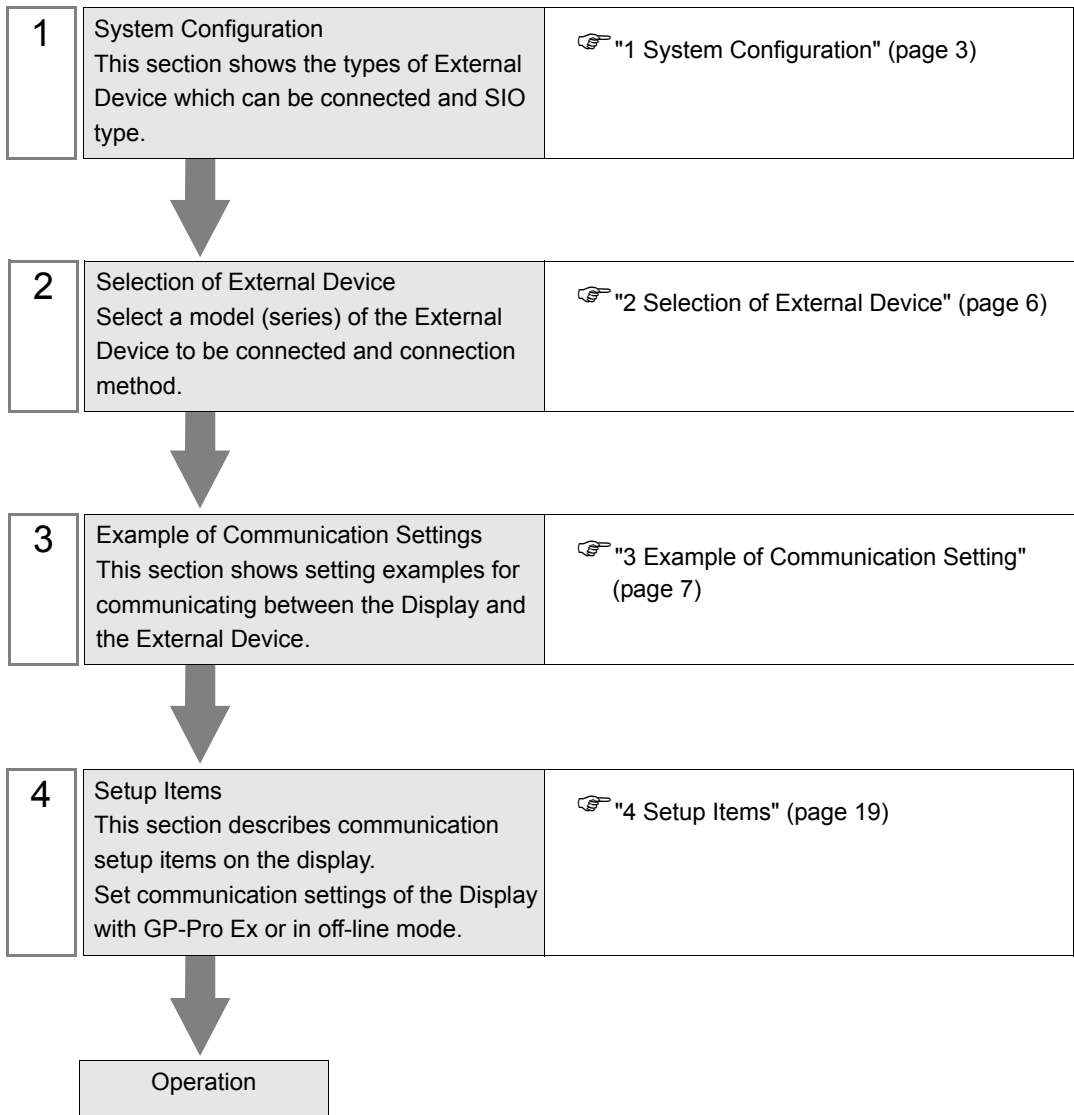 1
System Configuration
This section shows the types of External
Device which can be connected and SIO
type.
"1 System Configuration" (page 3)
2
Selection of External Device
Select a model (series) of the External
Device to be connected and connection
method.
"2 Selection of External Device" (page 6)
3
Example of Communication Settings
This section shows setting examples for
communicating between the Display and
the External Device.
"3 Example of Communication Setting"
(page 7)
4
Setup Items
This section describes communication
setup items on the display.
Set communication settings of the Display
with GP-Pro Ex or in off-line mode.
"4 Setup Items" (page 19)
Operation